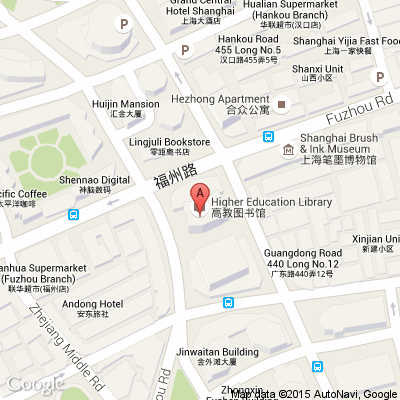 Grand Central
Hotel Shanghai
上海大酒店
Hualian Supermarket
(Hankou Branch)
华联超市(汉口店)
Hankou Road
455 Long No.5
汉口路455弄5号
Shanghai Yijia Fast Food
上海一家快餐
Shanxi Unit
山西小区
Huijin Mansion
汇金大厦
Hezhong Apartment
合众公寓
Fuzhou Rd
Lingjuli Bookstore
零距离书店
Shanghai Brush
& Ink Museum
上海笔墨博物馆
Shennao Digital
神脑数码
福州路
cific Coffee
太平洋咖啡
A
Higher Education Library
高教图书馆
Xinjian Uni
新建小区
Guangdong Road
440 Long No.12
广东路440弄12号
anhua Supermarket
(Fuzhou Branch)
联华超市(福州店)
Andong Hotel
安东旅社
Zhejiang Middle Rd
Jinwaitan Building
金外滩大厦
Zhongxin
Rd
Google
Map data ©2015 AutoNavi, Google